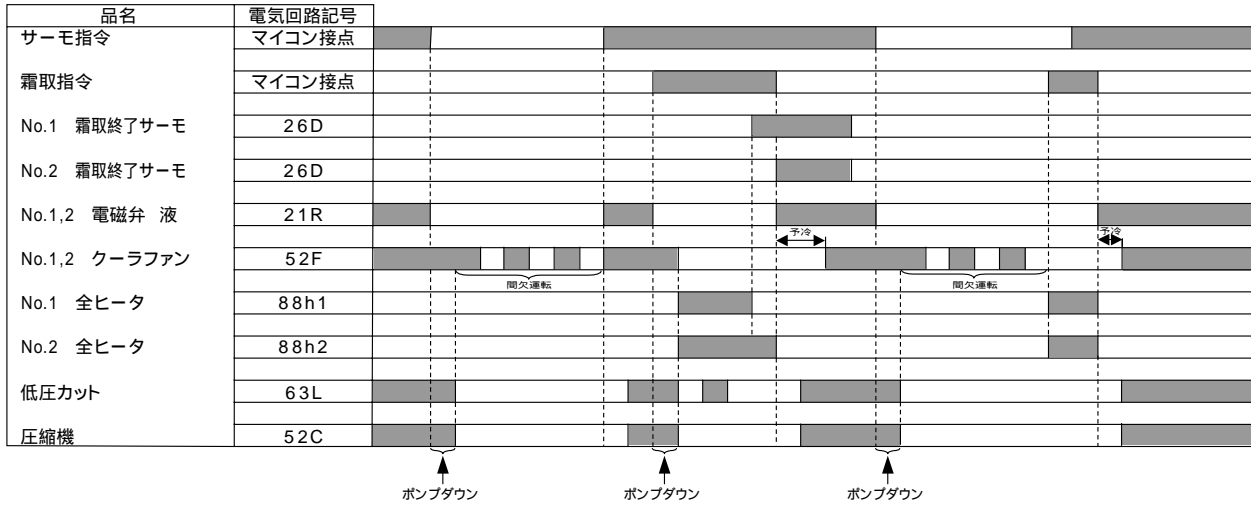 品名 電気回路記号
サーモ指令 マイコン接点
霜取指令 マイコン接点
No.1 霜取終了サーモ 26D
No.2 霜取終了サーモ 26D
No.1,2 電磁弁 液 21R
予冷 予冷
No.1,2 クーラファン 52F
間欠運転 間欠運転
No.1 全ヒータ 88h1
No.2 全ヒータ 88h2
低圧カット 63L
圧縮機 52C
ポンプダウン ポンプダウン ポンプダウン